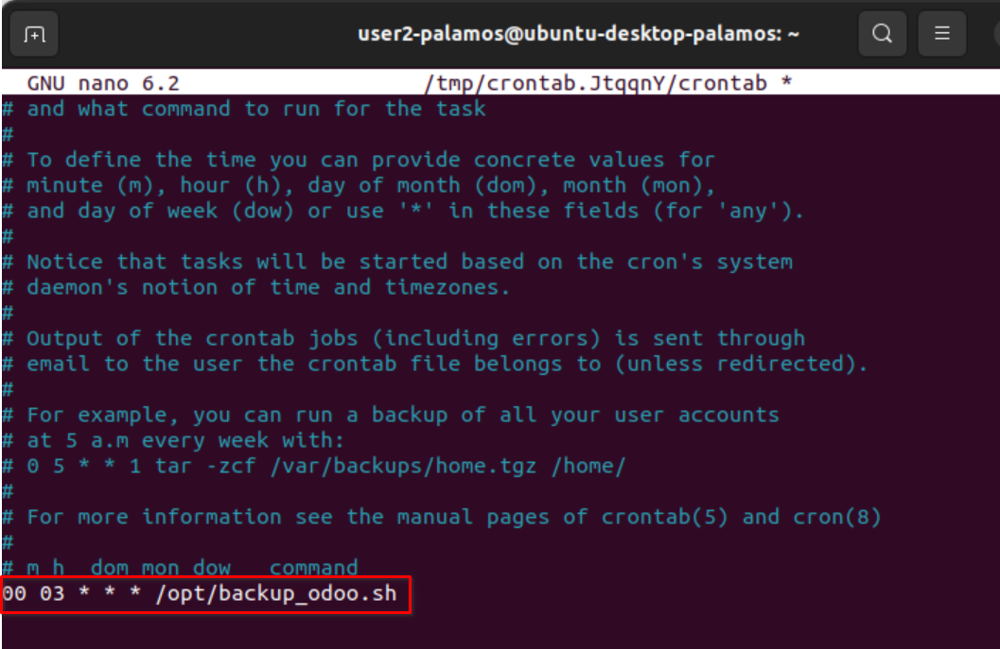 user2-palamos@ubuntu-desktop-palamos: ~
GNU nano 6.2 /tmp/crontab.JtqqnY/crontab *
# and what command to run for the task
#
# To define the time you can provide concrete values for
# minute (m), hour (h), day of month (dom), month (mon),
# and day of week (dow) or use '*' in these fields (for 'any').
#
# Notice that tasks will be started based on the cron's system
# daemon's notion of time and timezones.
#
# Output of the crontab jobs (including errors) is sent through
# email to the user the crontab file belongs to (unless redirected).
#
# For example, you can run a backup of all your user accounts
# at 5 a.m every week with:
# 0 5 * * 1 tar -zcf /var/backups/home.tgz /home/
#
# For more information see the manual pages of crontab(5) and cron(8)
#
# m h  dom mon dow   command
00 03 * * * /opt/backup_odoo.sh